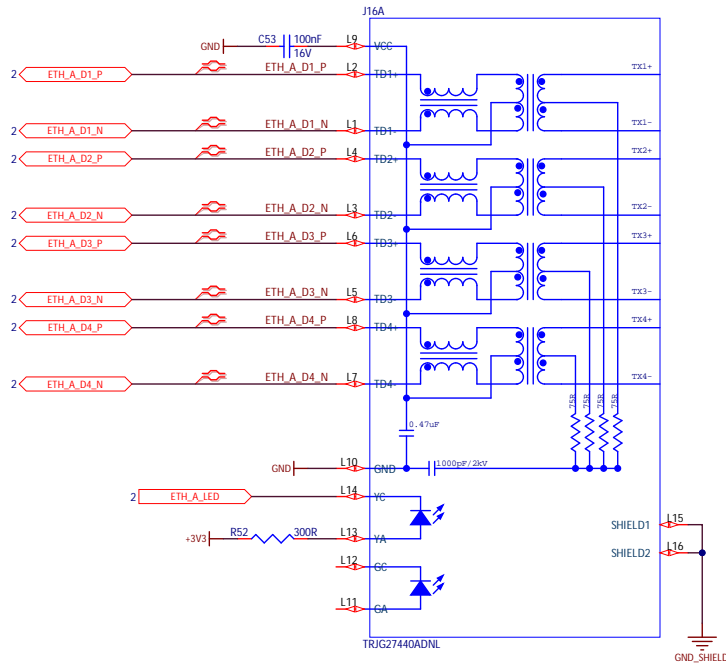 J16A
GND
C53
100nF
16V
L9
VCC
2
ETH_A_D1_P
ETH_A_D1_P
L2
TD1+
TX1+
2
ETH_A_D1_N
ETH_A_D1_N
L1
TD1-
TX1-
2
ETH_A_D2_P
ETH_A_D2_P
L4
TD2+
TX2+
2
ETH_A_D2_N
ETH_A_D2_N
L3
TD2-
TX2-
2
ETH_A_D3_P
ETH_A_D3_P
L6
TD3+
TX3+
2
ETH_A_D3_N
ETH_A_D3_N
L5
TD3-
TX3-
2
ETH_A_D4_P
ETH_A_D4_P
L8
TD4+
TX4+
2
ETH_A_D4_N
ETH_A_D4_N
L7
TD4-
TX4-
75R
75R
75R
75R
0.47uF
GND
L10
GND
1000pF/2kV
2
ETH_A_LED
L14
YC
+3V3
R52
300R
L13
YA
SHIELD1
L15
SHIELD2
L16
L12
GC
L11
GA
TRJG27440ADNL
GND_SHIELD